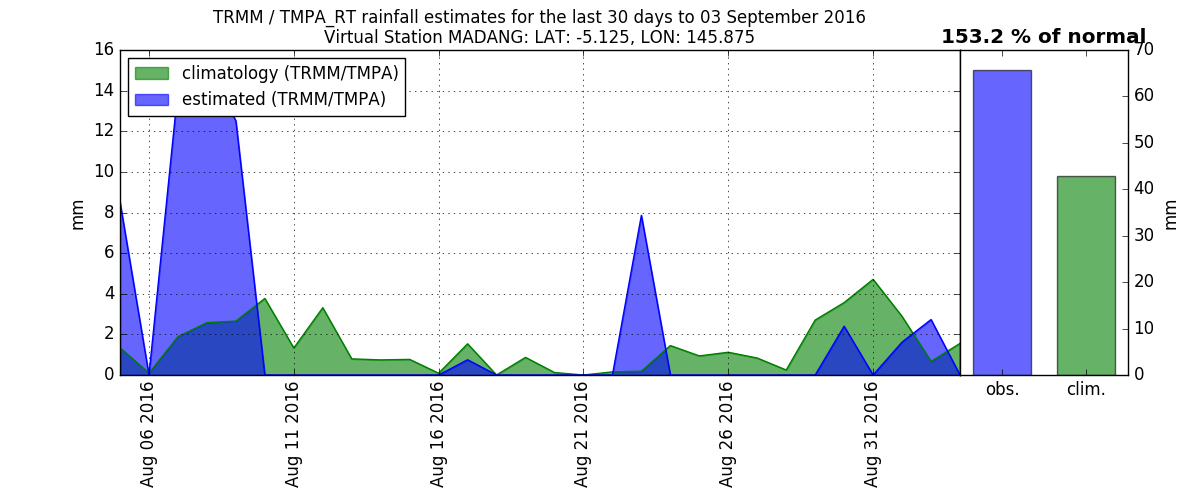 TRMM / TMPA_RT rainfall estimates for the last 30 days to 03 September 2016
Virtual Station MADANG: LAT: -5.125, LON: 145.875
153.2 % of normal
climatology (TRMM/TMPA)
estimated (TRMM/TMPA)
16
14
12
10
8
6
4
2
0
mm
Aug 06 2016
Aug 11 2016
Aug 16 2016
Aug 21 2016
Aug 26 2016
Aug 31 2016
obs.
clim.
70
60
50
40
30
20
10
0
mm